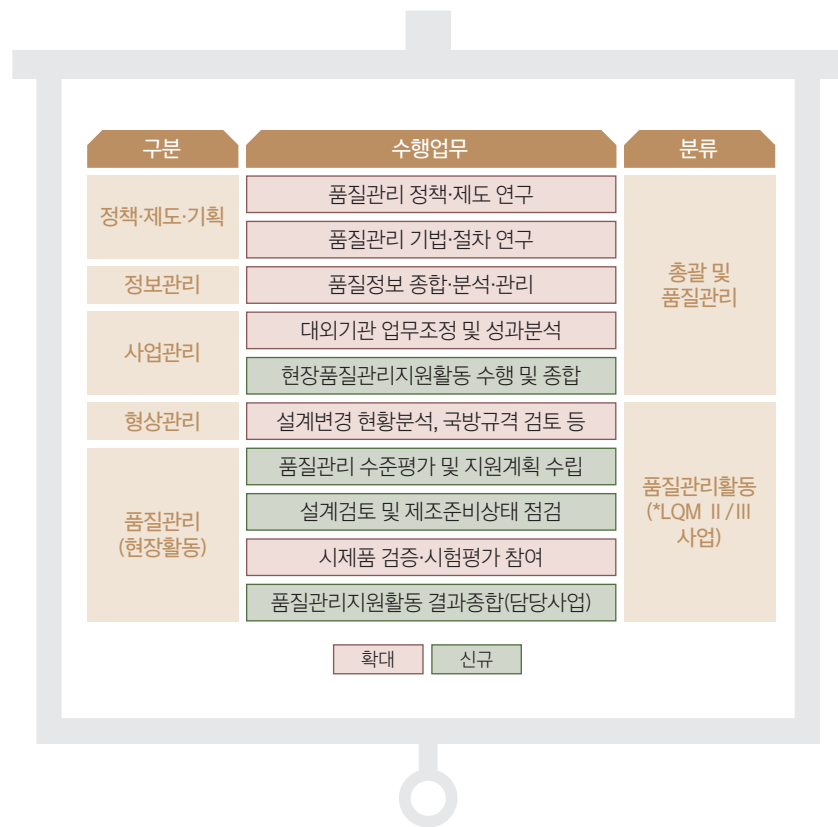 구분
수행업무
분류
정책·제도·기획
품질관리 정책·제도 연구
품질관리 기법·절차 연구
정보관리
품질정보 종합·분석·관리
사업관리
대외기관 업무조정 및 성과분석
현장품질관리지원활동 수행 및 종합
총괄 및
품질관리
형상관리
설계변경 현황분석, 국방규격 검토 등
품질관리
(현장활동)
품질관리 수준평가 및 지원계획 수립
설계검토 및 제조준비상태 점검
시제품 검증·시험평가 참여
품질관리지원활동 결과종합(담당사업)
품질관리활동
(*LQM Ⅱ/Ⅲ
사업)
확대
신규